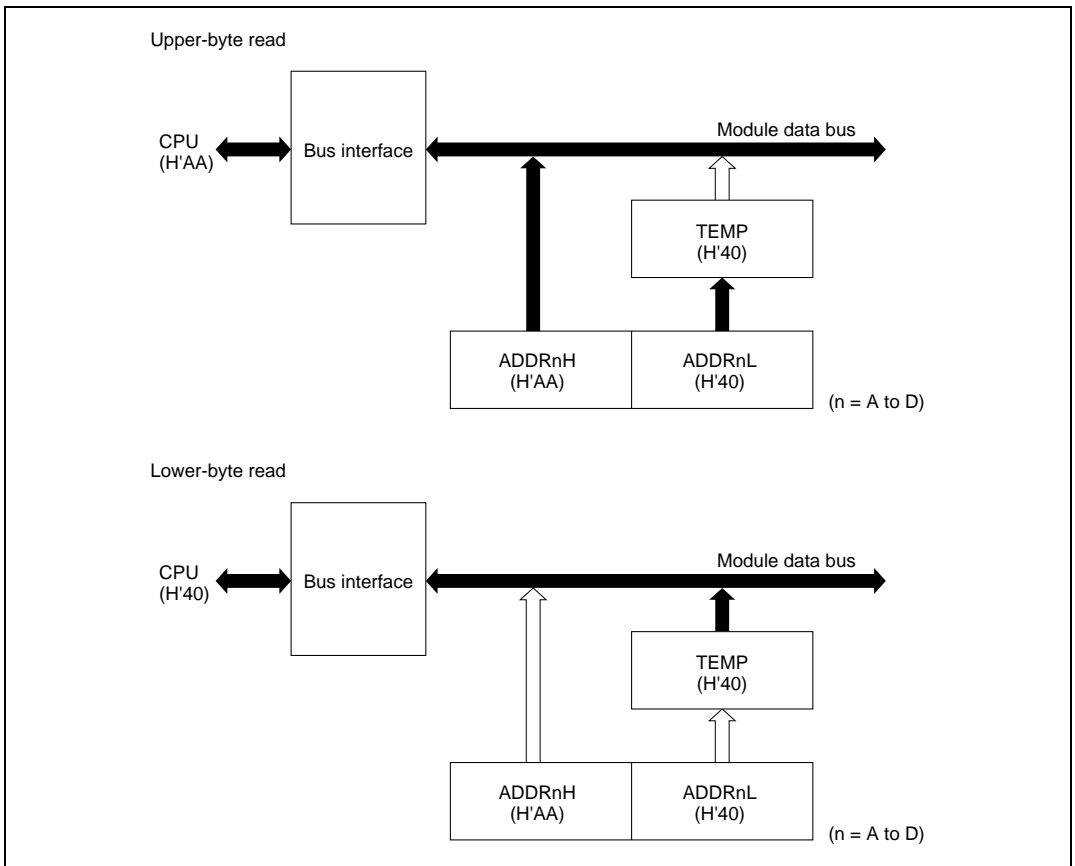 Upper-byte read
Module data bus
CPU
(H'AA)
Bus interface
TEMP
(H'40)
ADDRnH
(H'AA)
ADDRnL
(H'40)
(n = A to D)
Lower-byte read
Module data bus
CPU
(H'40)
Bus interface
TEMP
(H'40)
ADDRnH
(H'AA)
ADDRnL
(H'40)
(n = A to D)